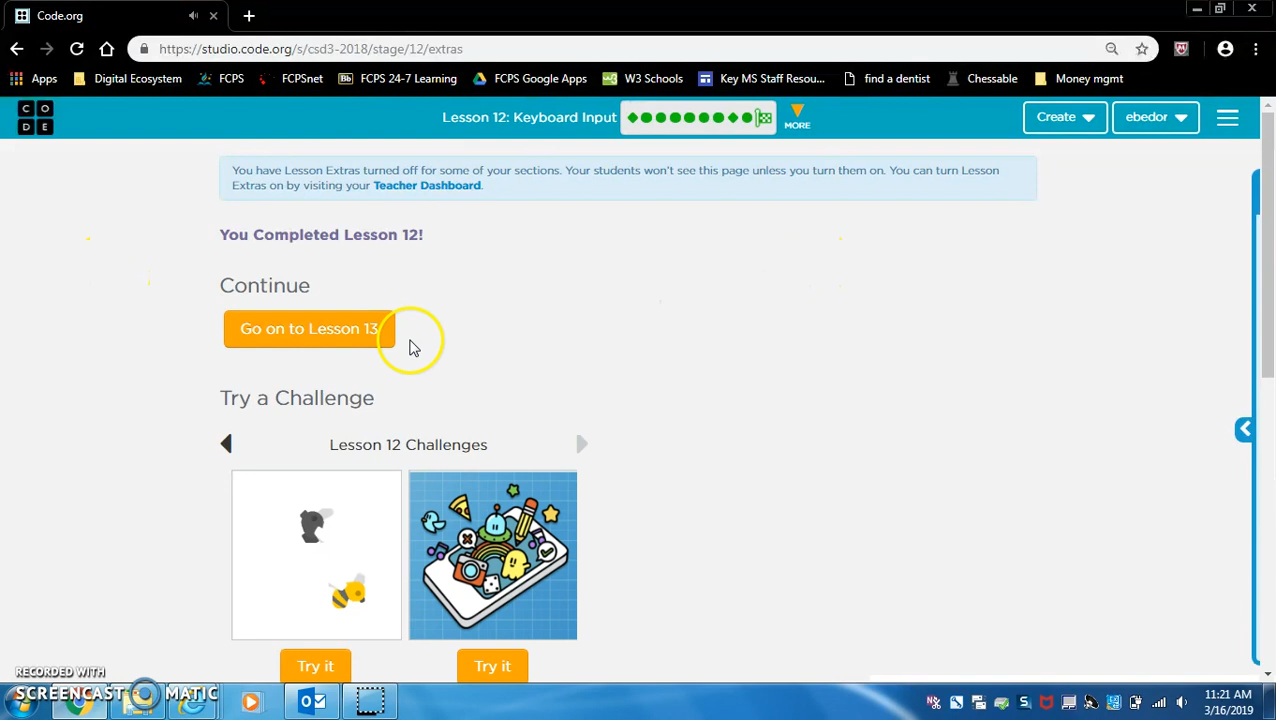 Code.org
https://studio.code.org/s/csd3-2018/stage/12/extras
Apps Digital Ecosystem FCPS FCPSnet Bb FCPS 24-7 Learning FCPS Google Apps W3 Schools Key MS Staff Resou... find a dentist Chessable Money mgmt
C O D E
Lesson 12: Keyboard Input
MORE
Create
ebedor
You have Lesson Extras turned off for some of your sections. Your students won't see this page unless you turn them on. You can turn Lesson
Extras on by visiting your Teacher Dashboard.
You Completed Lesson 12!
Continue
Go on to Lesson 13
Try a Challenge
Lesson 12 Challenges
Try it Try it
RECORDED WITH
SCREENCAST MATIC
11:21 AM
3/16/2019